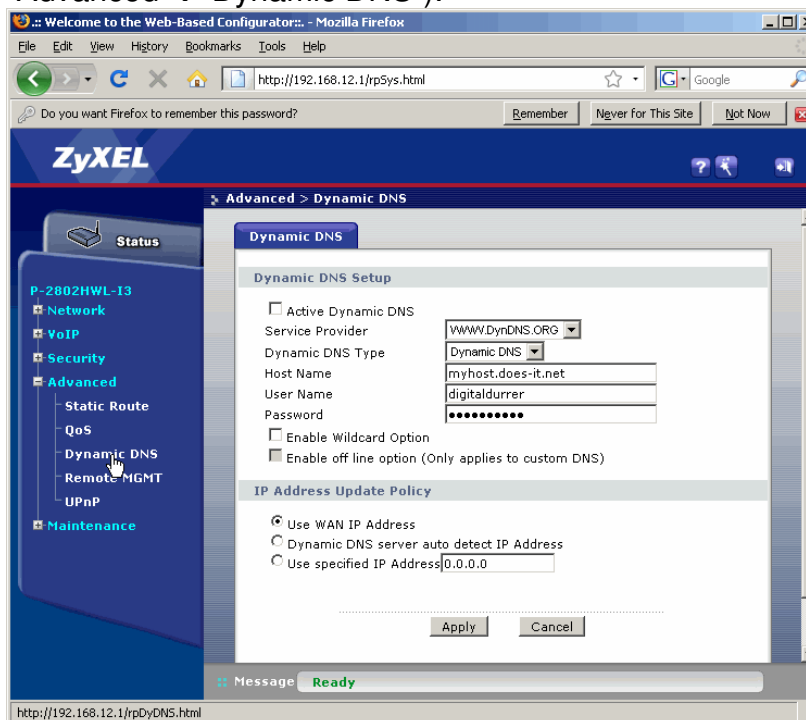 Advanced → Dynamic DNS ).
.:: Welcome to the Web-Based Configurator::. - Mozilla Firefox
File Edit View History Bookmarks Tools Help
http://192.168.12.1/rpSys.html
G Google
Do you want Firefox to remember this password?
Remember
Never for This Site
Not Now
ZyXEL
Advanced > Dynamic DNS
Status
Dynamic DNS
P-2802HWL-I3
Network
VoIP
Security
Advanced
Static Route
QoS
Dynamic DNS
Remote MGMT
UPnP
Maintenance
Dynamic DNS Setup
Active Dynamic DNS
Service Provider WWW.DynDNS.ORG
Dynamic DNS Type Dynamic DNS
Host Name myhost.does-it.net
User Name digitaldurrer
Password ••••••••••
Enable Wildcard Option
Enable off line option (Only applies to custom DNS)
IP Address Update Policy
Use WAN IP Address
Dynamic DNS server auto detect IP Address
Use specified IP Address 0.0.0.0
Apply Cancel
Message Ready
http://192.168.12.1/rpDyDNS.html